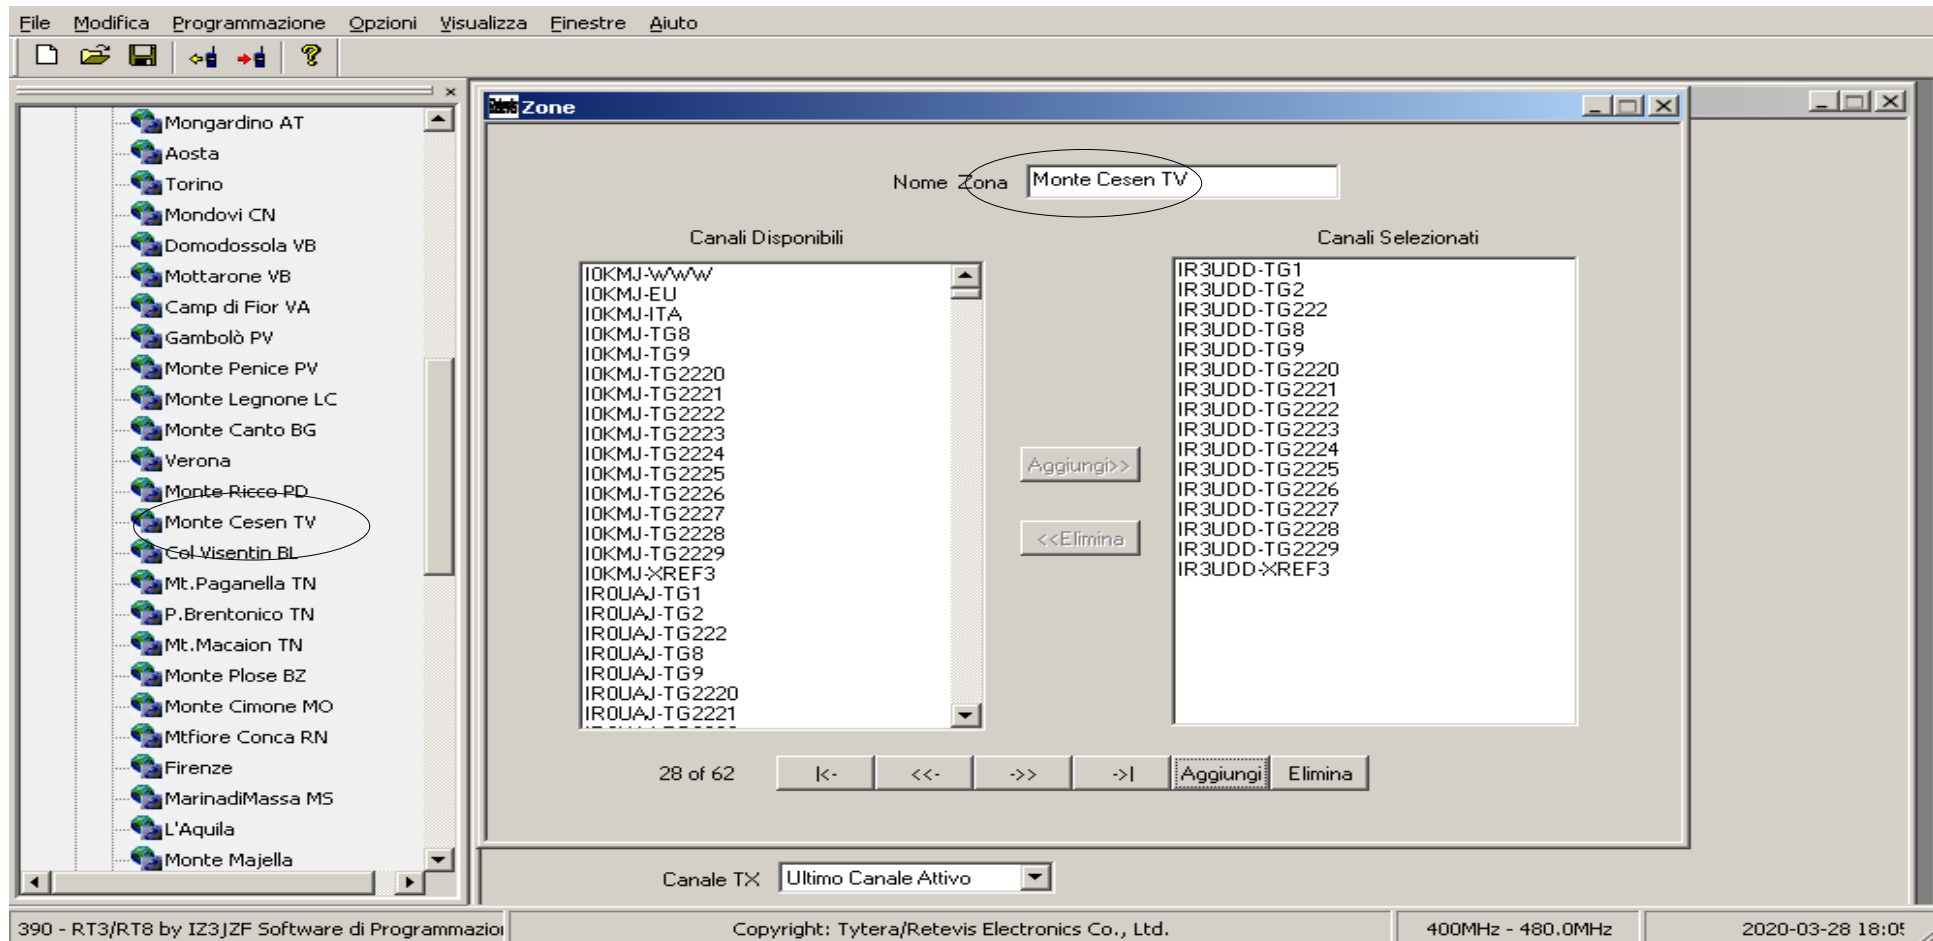 File Modifica Programmazione Opzioni Visualizza Finestre Aiuto
Mongardino AT
Aosta
Torino
Mondovi CN
Domodossola VB
Mottarone VB
Camp di Fior VA
Gambolò PV
Monte Penice PV
Monte Legnone LC
Monte Canto BG
Verona
Monte Ricco PD
Monte Cesen TV
Col Visentin BL
Mt.Paganella TN
P.Brentonico TN
Mt.Macaion TN
Monte Plose BZ
Monte Cimone MO
Mtfiore Conca RN
Firenze
MarinadiMassa MS
L'Aquila
Monte Majella
Zone
Nome Zona Monte Cesen TV
Canali Disponibili
I0KMJ-WWW
I0KMJ-EU
I0KMJ-ITA
I0KMJ-TG8
I0KMJ-TG9
I0KMJ-TG2220
I0KMJ-TG2221
I0KMJ-TG2222
I0KMJ-TG2223
I0KMJ-TG2224
I0KMJ-TG2225
I0KMJ-TG2226
I0KMJ-TG2227
I0KMJ-TG2228
I0KMJ-TG2229
I0KMJ-XREF3
IR0UAJ-TG1
IR0UAJ-TG2
IR0UAJ-TG222
IR0UAJ-TG8
IR0UAJ-TG9
IR0UAJ-TG2220
IR0UAJ-TG2221
Aggiungi>>
<<Elimina
Canali Selezionati
IR3UDD-TG1
IR3UDD-TG2
IR3UDD-TG222
IR3UDD-TG8
IR3UDD-TG9
IR3UDD-TG2220
IR3UDD-TG2221
IR3UDD-TG2222
IR3UDD-TG2223
IR3UDD-TG2224
IR3UDD-TG2225
IR3UDD-TG2226
IR3UDD-TG2227
IR3UDD-TG2228
IR3UDD-TG2229
IR3UDD-XREF3
28 of 62 |<- <<- ->> ->| Aggiungi Elimina
Canale TX Ultimo Canale Attivo
390 - RT3/RT8 by IZ3JZF Software di Programmazio Copyright: Tytera/Retevis Electronics Co., Ltd. 400MHz - 480.0MHz 2020-03-28 18:05